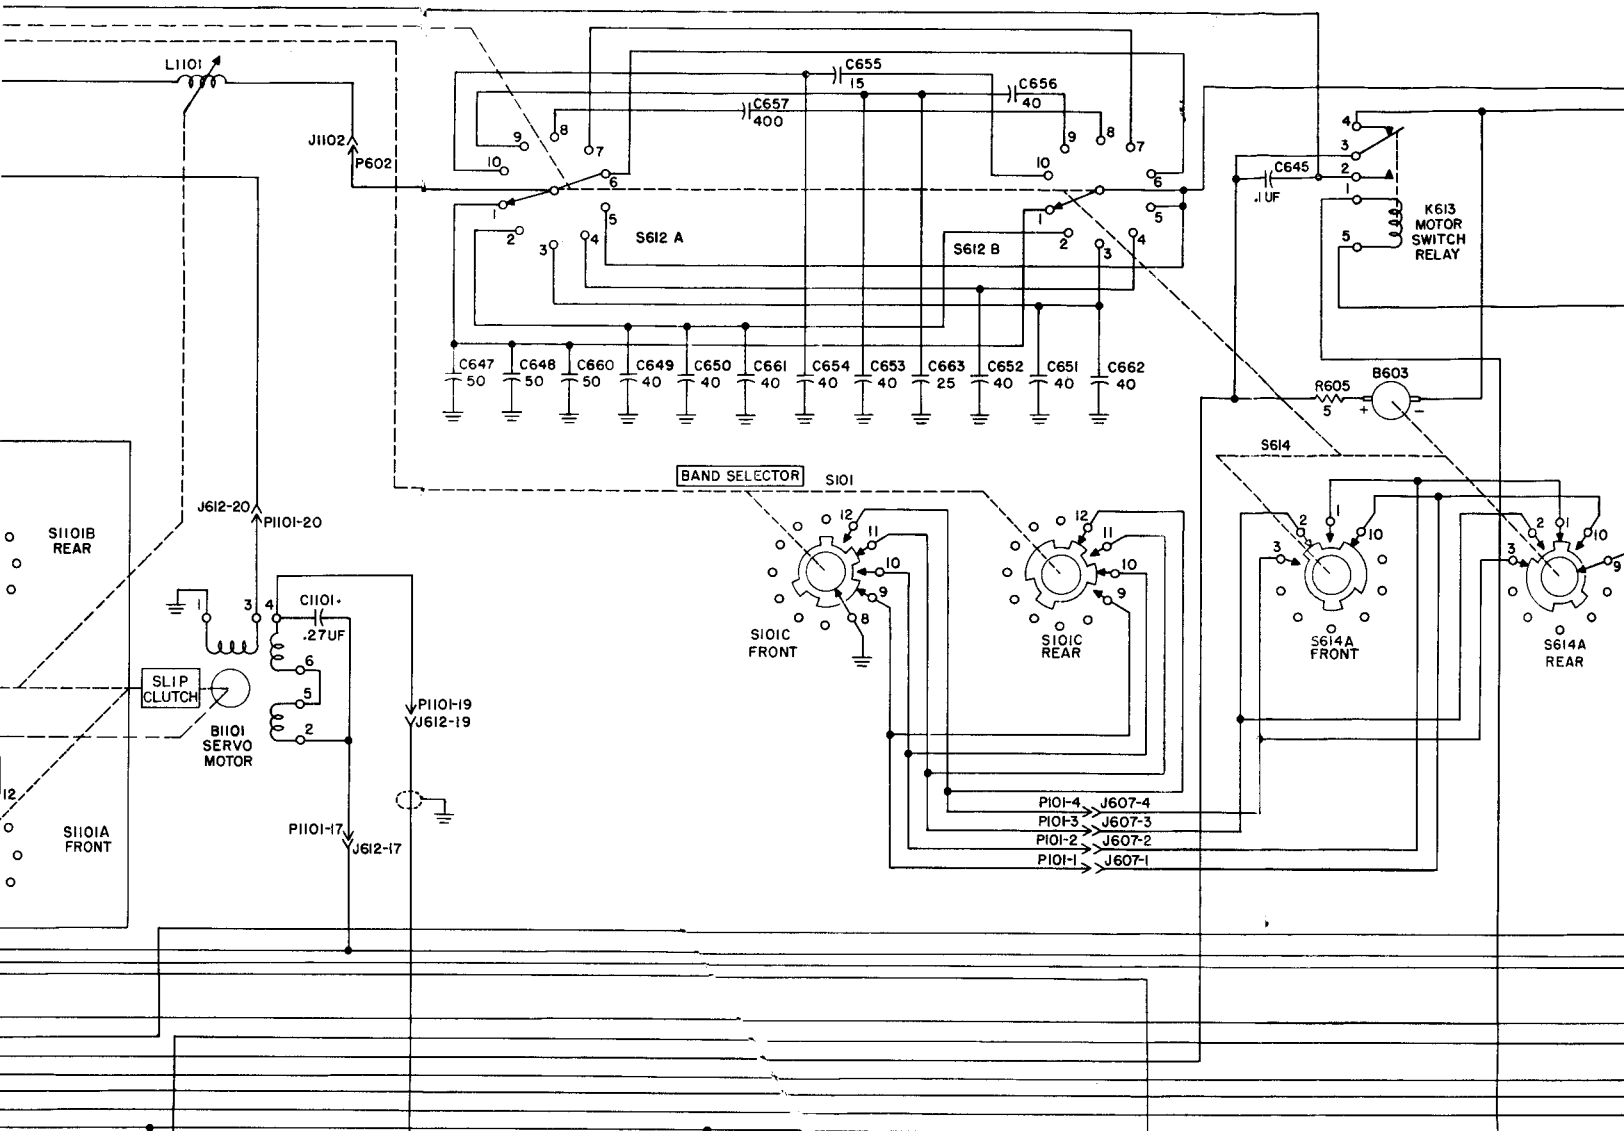 L1101
J1102
P602
C655
15
C656
40
C657
400
9
8
7
10
6
1
5
2
3
4
S612 A
9
8
7
10
6
1
5
2
3
4
S612 B
4
3
2
1
5
C645
.1UF
K613
MOTOR
SWITCH
RELAY
C647
50
C648
50
C660
50
C649
40
C650
40
C661
40
C654
40
C653
40
C663
25
C652
40
C651
40
C662
40
R605
5
B603
+
-
S614
BAND SELECTOR
S101
S1101B
REAR
J612-20
P1101-20
1
3
4
C1101
.27UF
6
5
2
SLIP
CLUTCH
B1101
SERVO
MOTOR
P1101-19
J612-19
P1101-17
J612-17
12
S1101A
FRONT
12
11
10
9
8
S101C
FRONT
12
11
10
9
S101C
REAR
2
1
10
3
S614A
FRONT
2
1
10
3
9
S614A
REAR
P101-4 J607-4
P101-3 J607-3
P101-2 J607-2
P101-1 J607-1